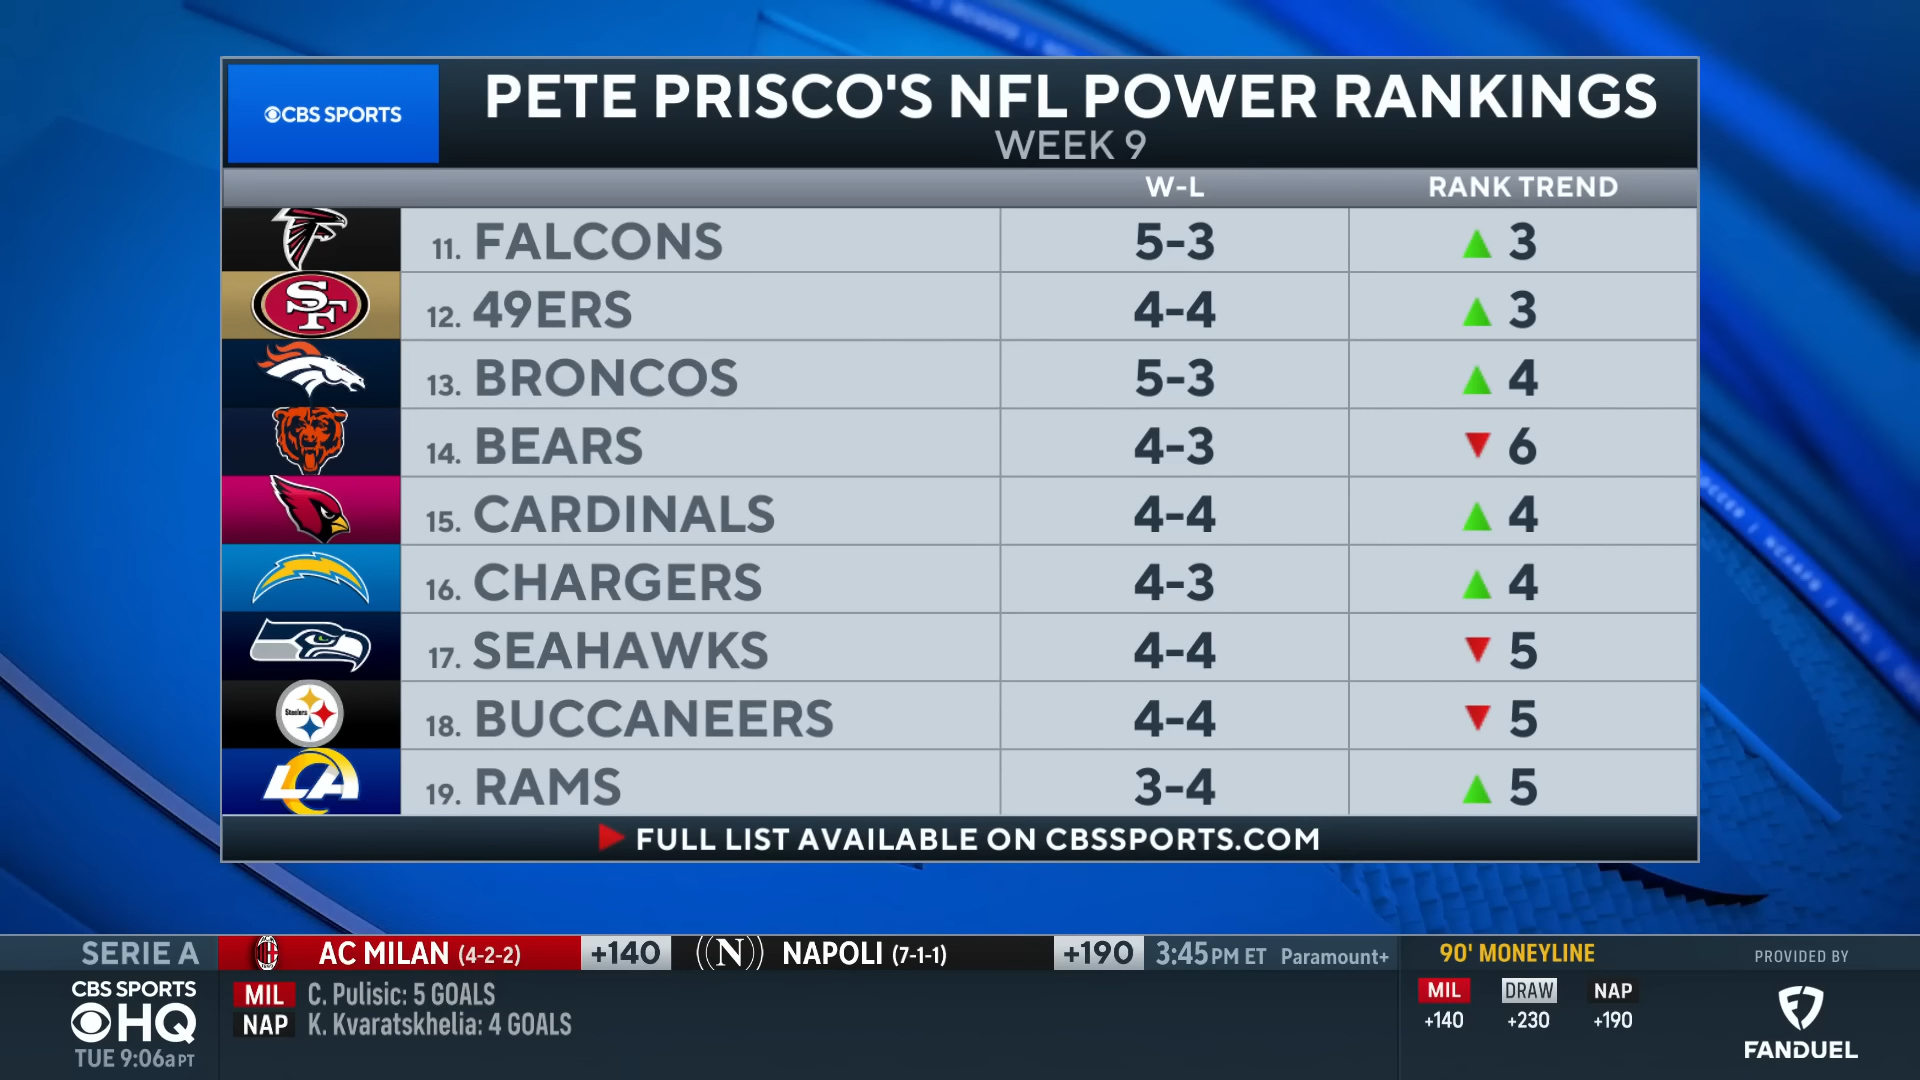 CBS SPORTS
PETE PRISCO'S NFL POWER RANKINGS
WEEK 9
W-L RANK TREND
11. FALCONS 5-3 ▲ 3
12. 49ERS 4-4 ▲ 3
13. BRONCOS 5-3 ▲ 4
14. BEARS 4-3 ▼ 6
15. CARDINALS 4-4 ▲ 4
16. CHARGERS 4-3 ▲ 4
17. SEAHAWKS 4-4 ▼ 5
Steelers 18. BUCCANEERS 4-4 ▼ 5
LA 19. RAMS 3-4 ▲ 5
FULL LIST AVAILABLE ON CBSSPORTS.COM
SERIE A AC MILAN (4-2-2) +140 N NAPOLI (7-1-1) +190 3:45PM ET Paramount+
MIL C. Pulisic: 5 GOALS
NAP K. Kvaratskhelia: 4 GOALS
90' MONEYLINE
MIL DRAW NAP
+140 +230 +190
PROVIDED BY
FANDUEL
CBS SPORTS
HQ
TUE 9:06a PT